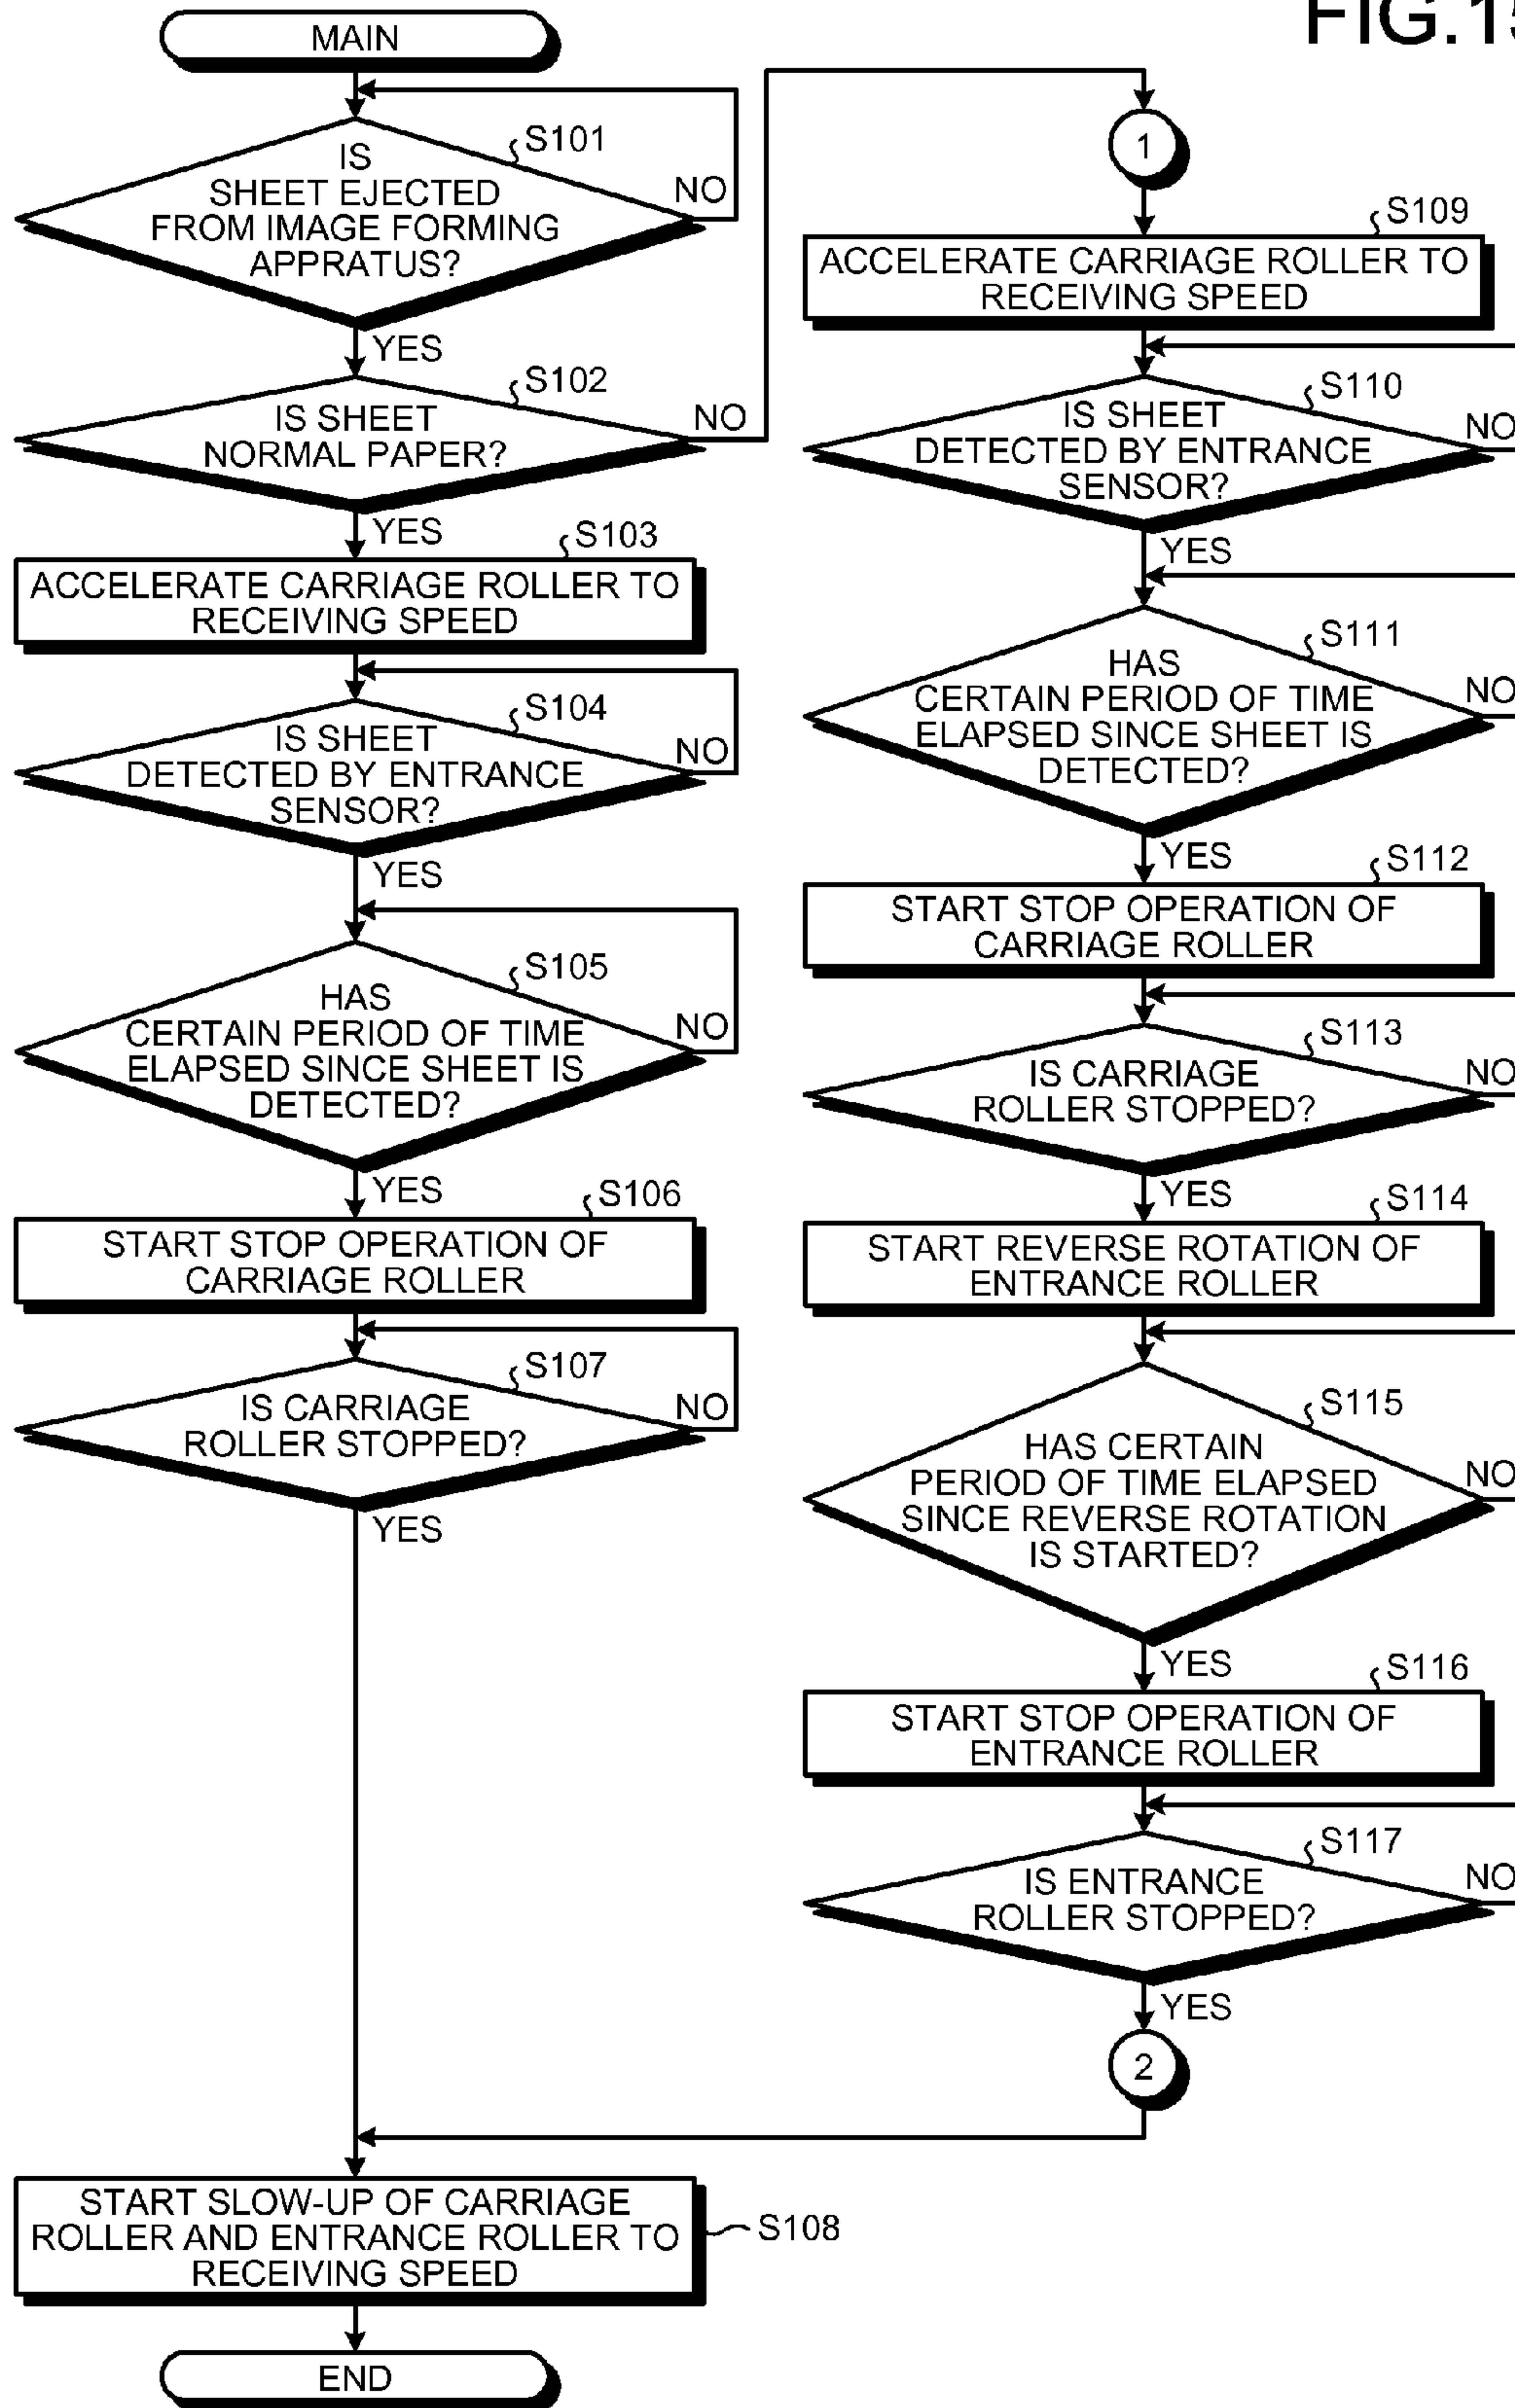 FIG.15
MAIN
S101
IS
SHEET EJECTED
FROM IMAGE FORMING
APPRATUS?
NO
YES
S102
IS SHEET
NORMAL PAPER?
NO
YES
S103
ACCELERATE CARRIAGE ROLLER TO
RECEIVING SPEED
S104
IS SHEET
DETECTED BY ENTRANCE
SENSOR?
NO
YES
S105
HAS
CERTAIN PERIOD OF TIME
ELAPSED SINCE SHEET IS
DETECTED?
NO
YES
S106
START STOP OPERATION OF
CARRIAGE ROLLER
S107
IS CARRIAGE
ROLLER STOPPED?
NO
YES
1
S109
ACCELERATE CARRIAGE ROLLER TO
RECEIVING SPEED
S110
IS SHEET
DETECTED BY ENTRANCE
SENSOR?
NO
YES
S111
HAS
CERTAIN PERIOD OF TIME
ELAPSED SINCE SHEET IS
DETECTED?
NO
YES
S112
START STOP OPERATION OF
CARRIAGE ROLLER
S113
IS CARRIAGE
ROLLER STOPPED?
NO
YES
S114
START REVERSE ROTATION OF
ENTRANCE ROLLER
S115
HAS CERTAIN
PERIOD OF TIME ELAPSED
SINCE REVERSE ROTATION
IS STARTED?
NO
YES
S116
START STOP OPERATION OF
ENTRANCE ROLLER
S117
IS ENTRANCE
ROLLER STOPPED?
NO
YES
2
START SLOW-UP OF CARRIAGE
ROLLER AND ENTRANCE ROLLER TO
RECEIVING SPEED
S108
END